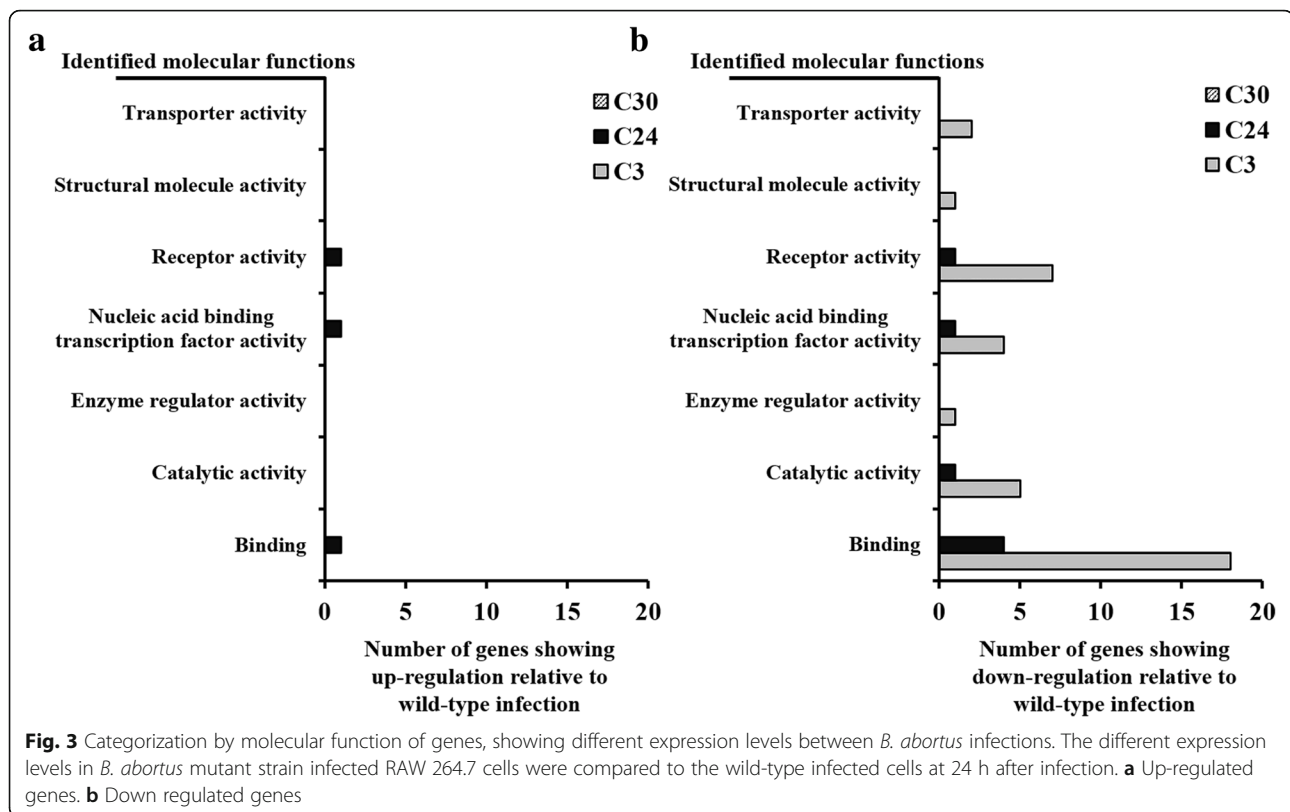 a
Identified molecular functions
C30
C24
C3
Transporter activity
Structural molecule activity
Receptor activity
Nucleic acid binding
transcription factor activity
Enzyme regulator activity
Catalytic activity
Binding
0 5 10 15 20
Number of genes showing
up-regulation relative to
wild-type infection
b
Identified molecular functions
C30
C24
C3
Transporter activity
Structural molecule activity
Receptor activity
Nucleic acid binding
transcription factor activity
Enzyme regulator activity
Catalytic activity
Binding
0 5 10 15 20
Number of genes showing
down-regulation relative to
wild-type infection
Fig. 3 Categorization by molecular function of genes, showing different expression levels between B. abortus infections. The different expression
levels in B. abortus mutant strain infected RAW 264.7 cells were compared to the wild-type infected cells at 24 h after infection. a Up-regulated
genes. b Down regulated genes